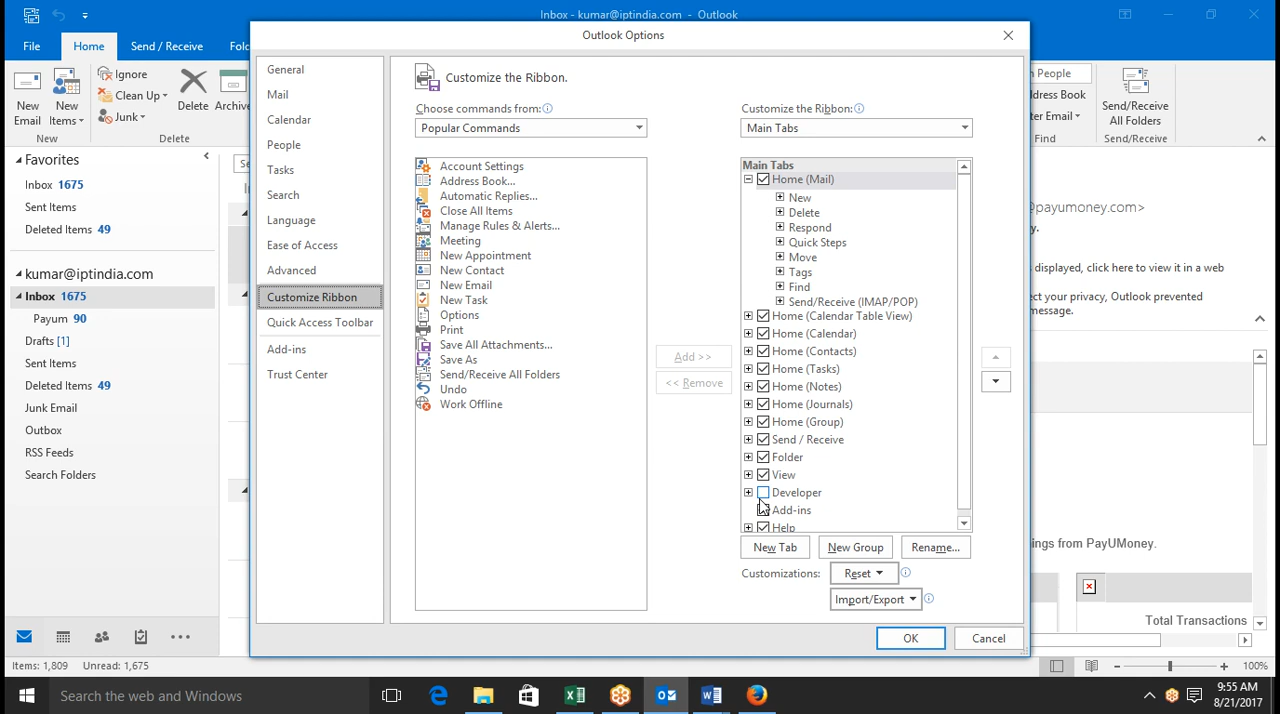 Inbox - kumar@iptindia.com - Outlook
File
Home
Send / Receive
Fol
New
Email
New
Items
Ignore
Clean Up
Junk
Delete
Archive
New
Delete
Outlook Options
People
ddress Book
ter Email
Find
Send/Receive
All Folders
Send/Receive
Favorites
Inbox 1675
Sent Items
Deleted Items 49
kumar@iptindia.com
Inbox 1675
Payum 90
Drafts [1]
Sent Items
Deleted Items 49
Junk Email
Outbox
RSS Feeds
Search Folders
Se
General
Mail
Calendar
People
Tasks
Search
Language
Ease of Access
Advanced
Customize Ribbon
Quick Access Toolbar
Add-ins
Trust Center
Customize the Ribbon.
Choose commands from:
Popular Commands
Account Settings
Address Book...
Automatic Replies...
Close All Items
Manage Rules & Alerts...
Meeting
New Appointment
New Contact
New Email
New Task
Options
Print
Save All Attachments...
Save As
Send/Receive All Folders
Undo
Work Offline
Add >>
<< Remove
Customize the Ribbon:
Main Tabs
Main Tabs
Home (Mail)
New
Delete
Respond
Quick Steps
Move
Tags
Find
Send/Receive (IMAP/POP)
Home (Calendar Table View)
Home (Calendar)
Home (Contacts)
Home (Tasks)
Home (Notes)
Home (Journals)
Home (Group)
Send / Receive
Folder
View
Developer
Add-ins
Help
New Tab
New Group
Rename...
Customizations:
Reset
Import/Export
OK
Cancel
@payumoney.com>
y.
displayed, click here to view it in a web
ect your privacy, Outlook prevented
message.
ings from PayUMoney.
Total Transactions
Items: 1,809
Unread: 1,675
100%
Search the web and Windows
9:55 AM
8/21/2017